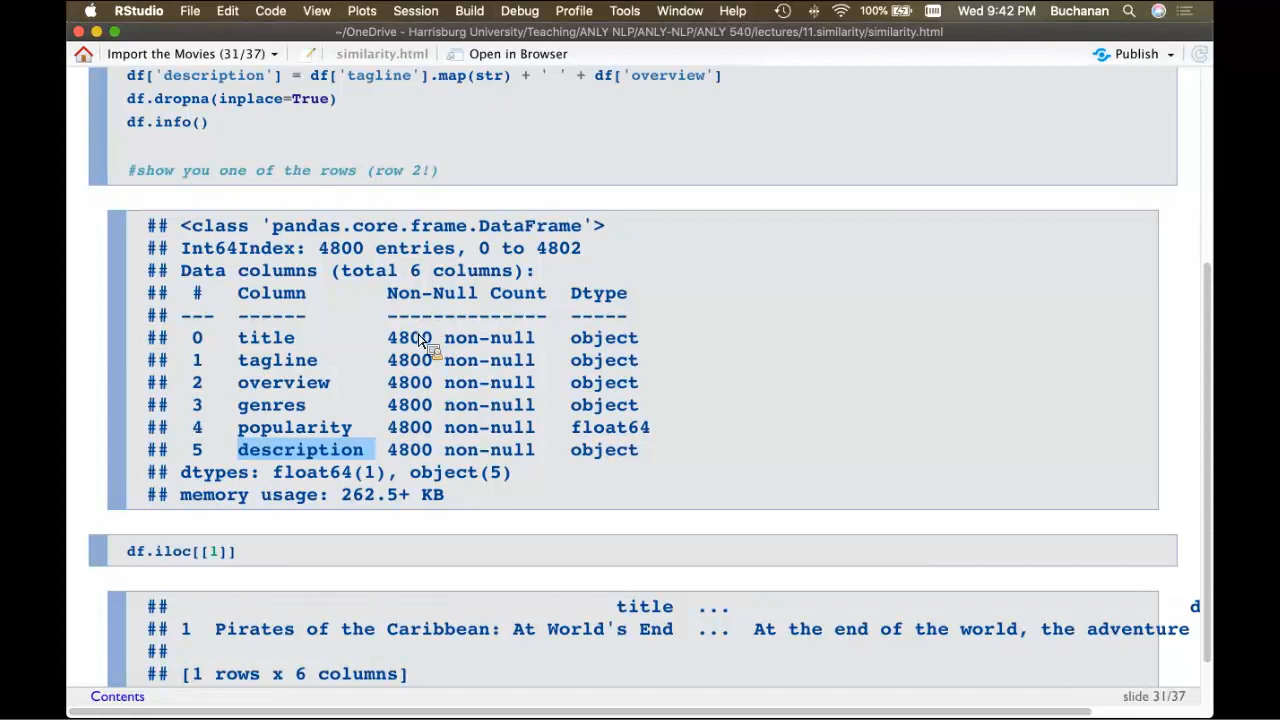 RStudio File Edit Code View Plots Session Build Debug Profile Tools Window Help 100% Wed 9:42 PM Buchanan
~/OneDrive - Harrisburg University/Teaching/ANLY NLP/ANLY-NLP/ANLY 540/lectures/11.similarity/similarity.html
Import the Movies (31/37) similarity.html Open in Browser Publish
df['description'] = df['tagline'].map(str) + ' ' + df['overview']
df.dropna(inplace=True)
df.info()
#show you one of the rows (row 2!)
## <class 'pandas.core.frame.DataFrame'>
## Int64Index: 4800 entries, 0 to 4802
## Data columns (total 6 columns):
## # Column Non-Null Count Dtype
## --- ------ -------------- -----
## 0 title 4800 non-null object
## 1 tagline 4800 non-null object
## 2 overview 4800 non-null object
## 3 genres 4800 non-null object
## 4 popularity 4800 non-null float64
## 5 description 4800 non-null object
## dtypes: float64(1), object(5)
## memory usage: 262.5+ KB
df.iloc[[1]]
## title ... d
## 1 Pirates of the Caribbean: At World's End ... At the end of the world, the adventure
##
## [1 rows x 6 columns]
Contents slide 31/37